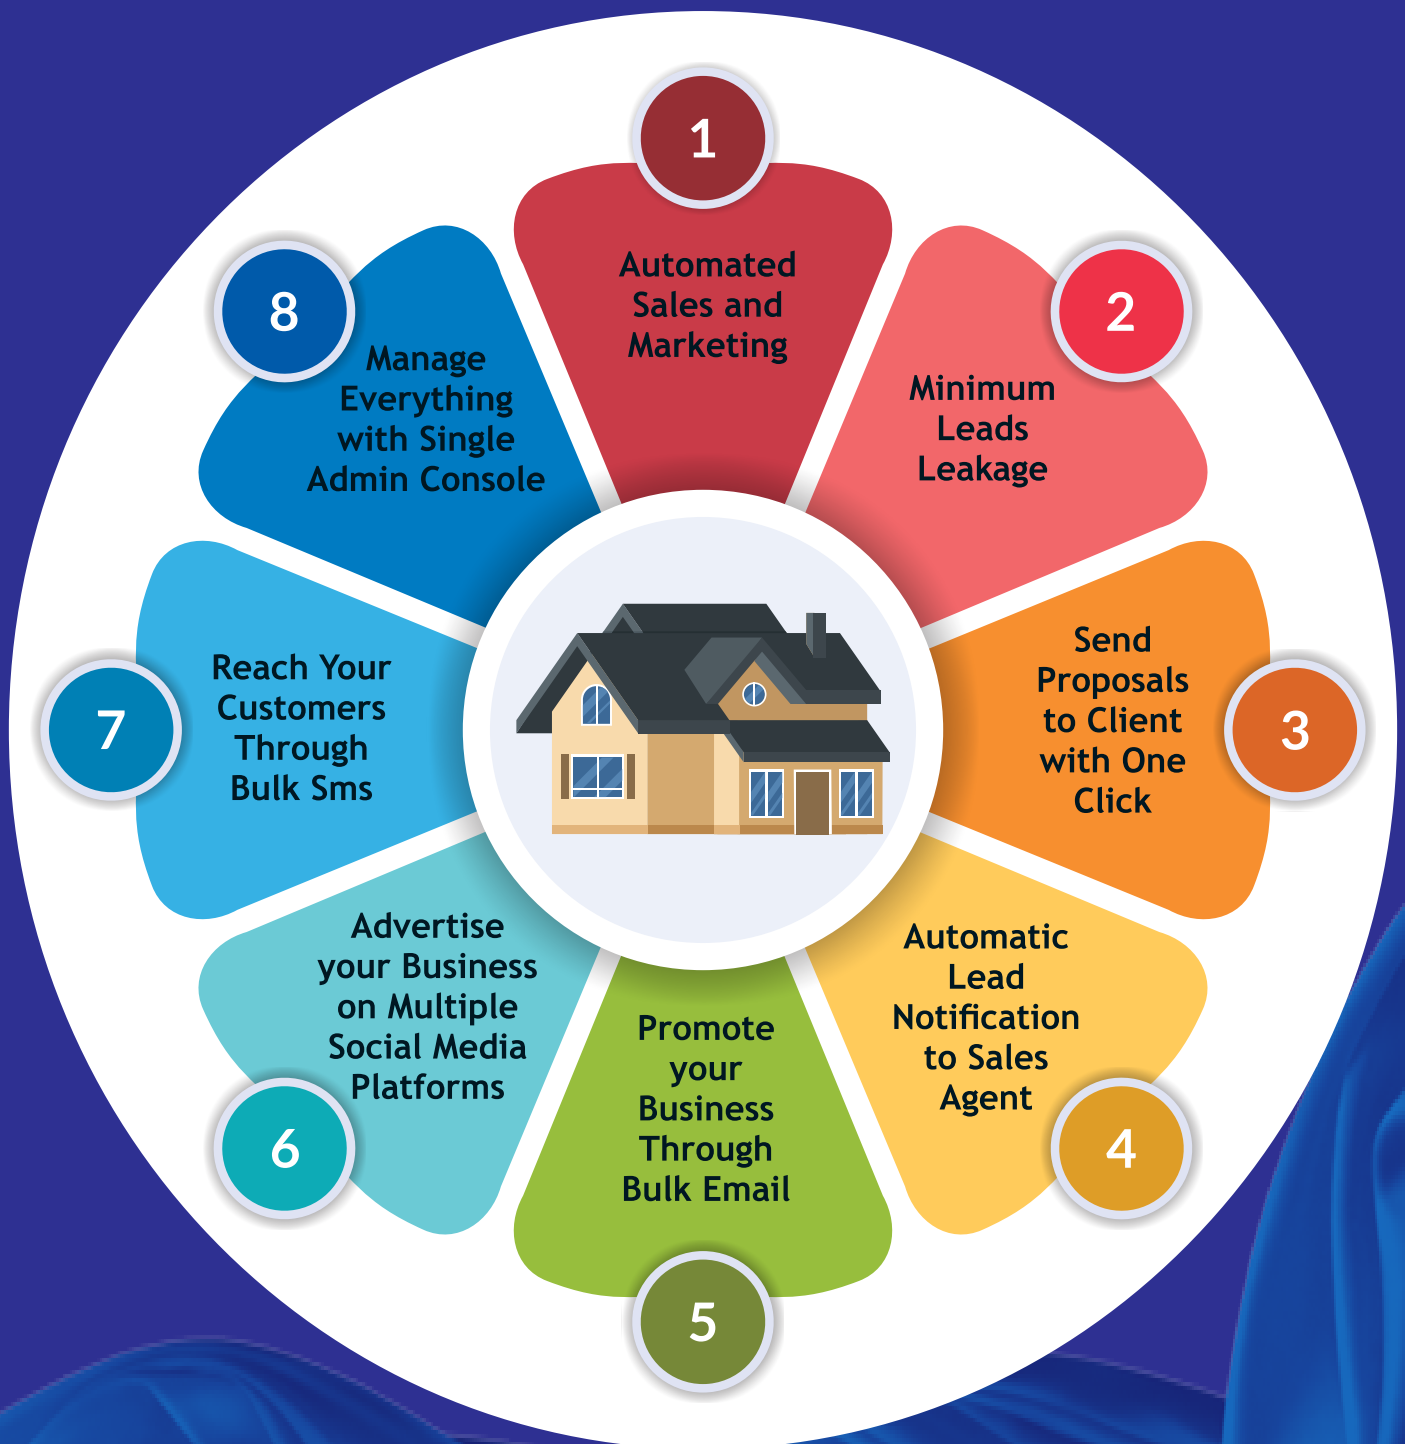 1
Automated
Sales and
Marketing
2
Minimum
Leads
Leakage
3
Send
Proposals
to Client
with One
Click
4
Automatic
Lead
Notification
to Sales
Agent
5
Promote
your
Business
Through
Bulk Email
6
Advertise
your Business
on Multiple
Social Media
Platforms
7
Reach Your
Customers
Through
Bulk Sms
8
Manage
Everything
with Single
Admin Console